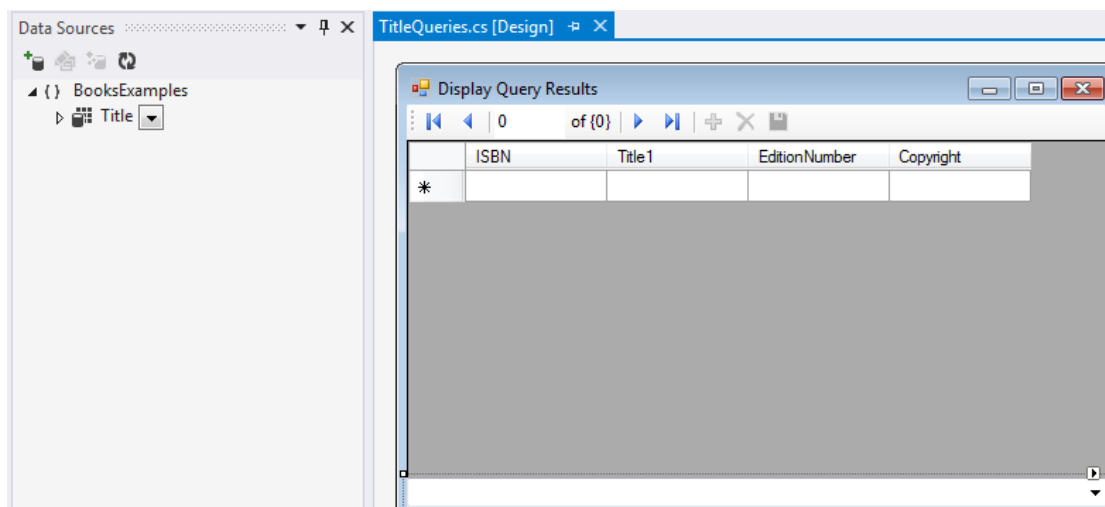 Data Sources
TitleQueries.cs [Design]
{ } BooksExamples
Title
Display Query Results
0 of {0}
ISBN Title1 EditionNumber Copyright